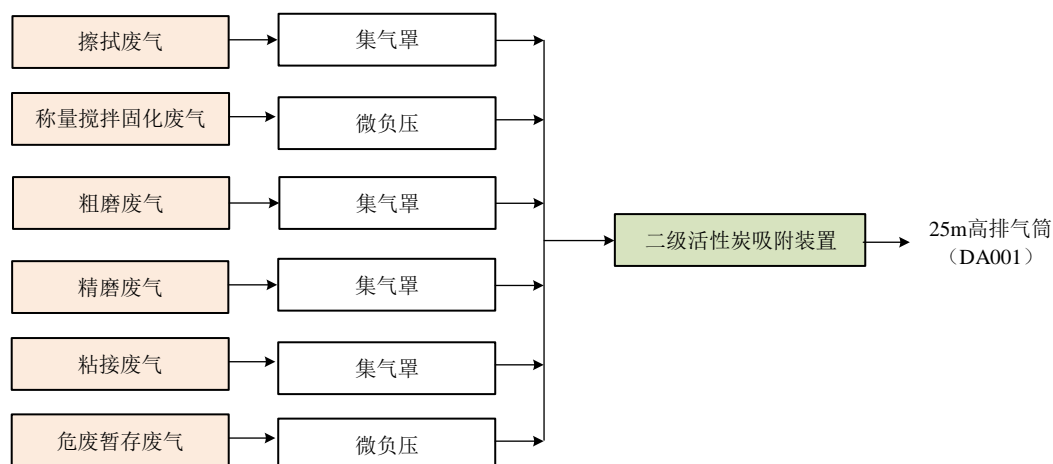 擦拭废气
集气罩
称量搅拌固化废气
微负压
粗磨废气
集气罩
二级活性炭吸附装置
25m高排气筒
（DA001）
精磨废气
集气罩
粘接废气
集气罩
危废暂存废气
微负压